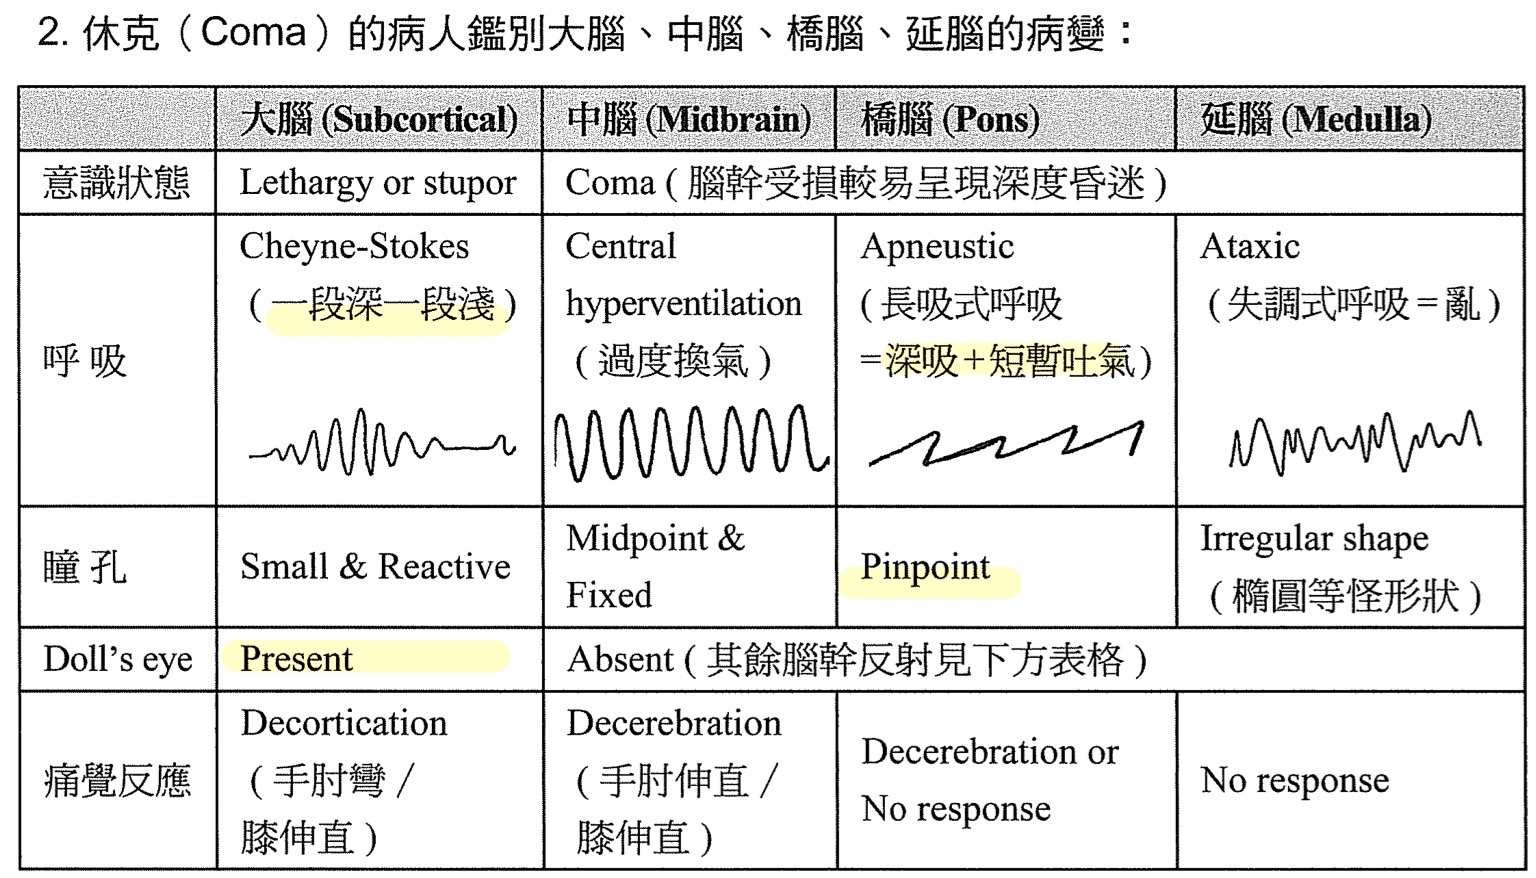 2. 休克（Coma）的病人鑑別大腦、中腦、橋腦、延腦的病變：
大腦 (Subcortical) 中腦 (Midbrain) 橋腦 (Pons) 延腦 (Medulla)
意識狀態 Lethargy or stupor Coma ( 腦幹受損較易呈現深度昏迷 )
呼 吸
Cheyne-Stokes
( 一段深一段淺 )
Central
hyperventilation
( 過度換氣 )
Apneustic
( 長吸式呼吸
=深吸+短暫吐氣 )
Ataxic
( 失調式呼吸 = 亂 )
瞳 孔
Small & Reactive
Midpoint &
Fixed
Pinpoint
Irregular shape
( 橢圓等怪形狀 )
Doll's eye Present Absent ( 其餘腦幹反射見下方表格 )
痛覺反應
Decortication
( 手肘彎 /
膝伸直 )
Decerebration
( 手肘伸直 /
膝伸直 )
Decerebration or
No response
No response